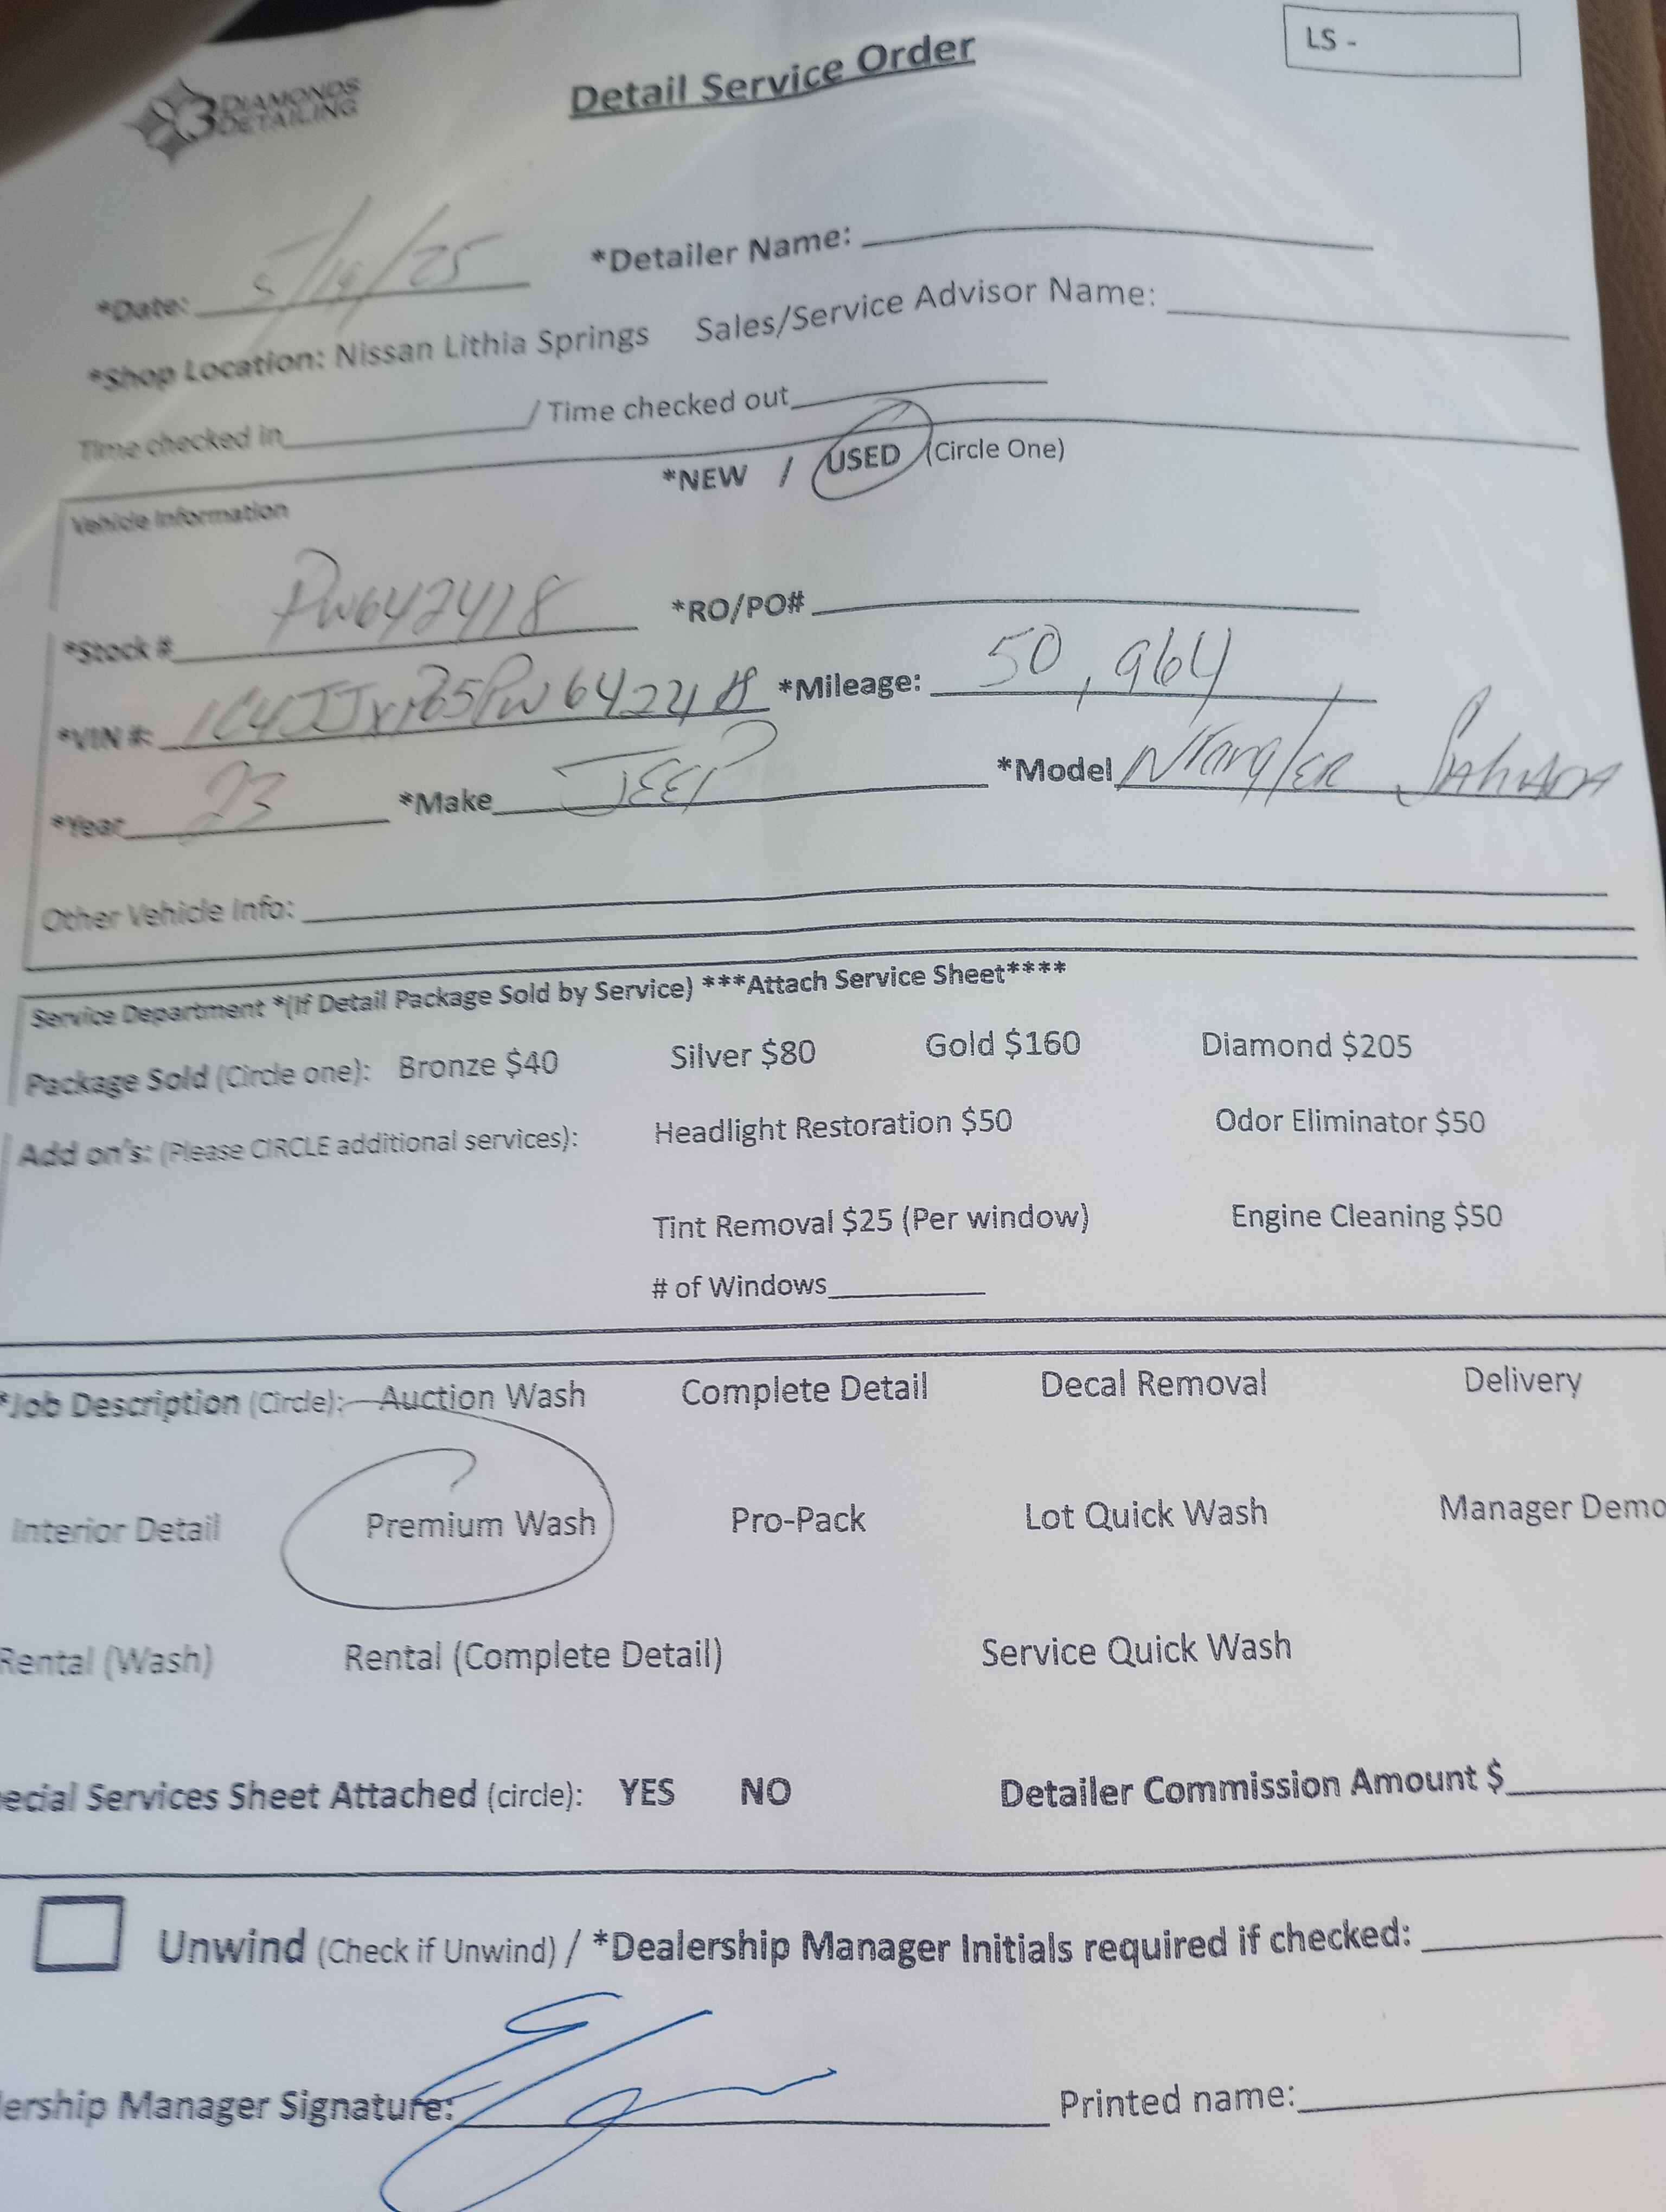 3 DIAMONDS DETAILING
Detail Service Order
LS -
*Date: 5/19/25 *Detailer Name:
*Shop Location: Nissan Lithia Springs Sales/Service Advisor Name:
Time checked in / Time checked out
*NEW / USED (Circle One)
Vehicle Information
*Stock # PW642418 *RO/PO#
*VIN #: *Mileage: 50,964
*Year 23 *Make JEEP *Model Wrangler Sahara
Other Vehicle Info:
Service Department *(If Detail Package Sold by Service) ***Attach Service Sheet****
Package Sold (Circle one): Bronze $40 Silver $80 Gold $160 Diamond $205
Add on's: (Please CIRCLE additional services): Headlight Restoration $50 Odor Eliminator $50
Tint Removal $25 (Per window) Engine Cleaning $50
# of Windows
*Job Description (Circle): Auction Wash Complete Detail Decal Removal Delivery
Interior Detail Premium Wash Pro-Pack Lot Quick Wash Manager Demo
Rental (Wash) Rental (Complete Detail) Service Quick Wash
ecial Services Sheet Attached (circle): YES NO Detailer Commission Amount $
Unwind (Check if Unwind) / *Dealership Manager Initials required if checked:
lership Manager Signature: Printed name: